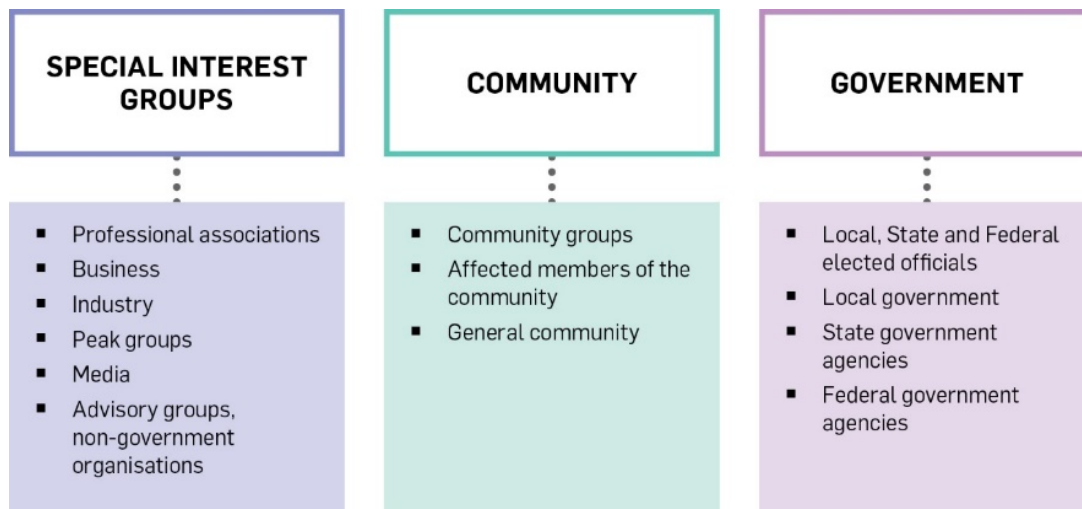 SPECIAL INTEREST
GROUPS
▪ Professional associations
▪ Business
▪ Industry
▪ Peak groups
▪ Media
▪ Advisory groups,
non-government
organisations
COMMUNITY
▪ Community groups
▪ Affected members of the
community
▪ General community
GOVERNMENT
▪ Local, State and Federal
elected officials
▪ Local government
▪ State government
agencies
▪ Federal government
agencies